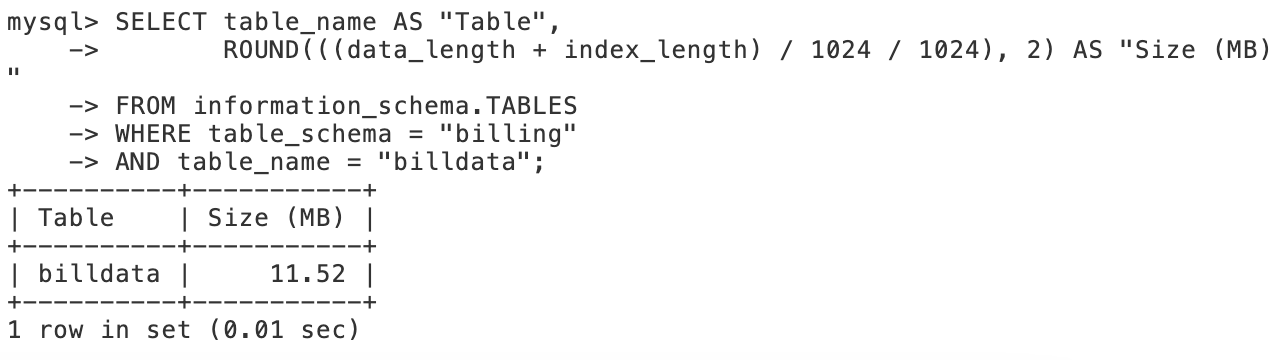 mysql> SELECT table_name AS "Table",
    ->        ROUND(((data_length + index_length) / 1024 / 1024), 2) AS "Size (MB)
"
    -> FROM information_schema.TABLES
    -> WHERE table_schema = "billing"
    -> AND table_name = "billdata";
+----------+-----------+
| Table    | Size (MB) |
+----------+-----------+
| billdata |     11.52 |
+----------+-----------+
1 row in set (0.01 sec)